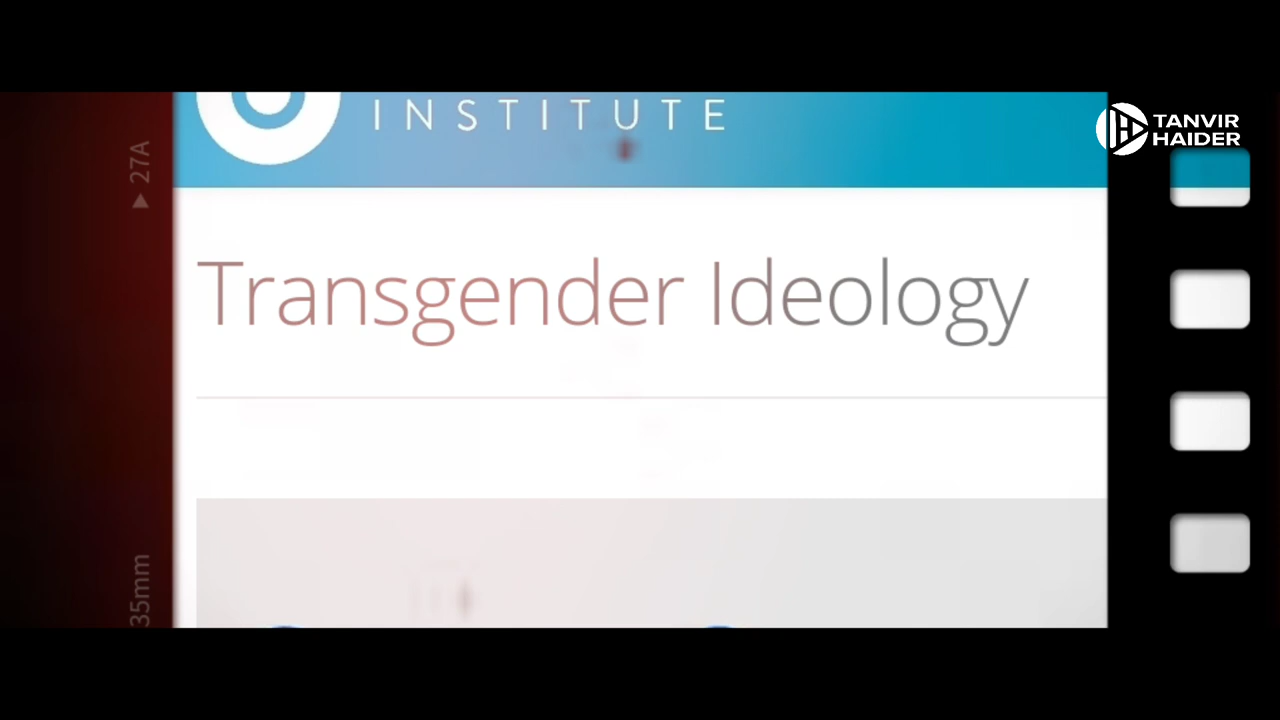 INSTITUTE
TANVIR
HAIDER
27A
Transgender Ideology
35mm